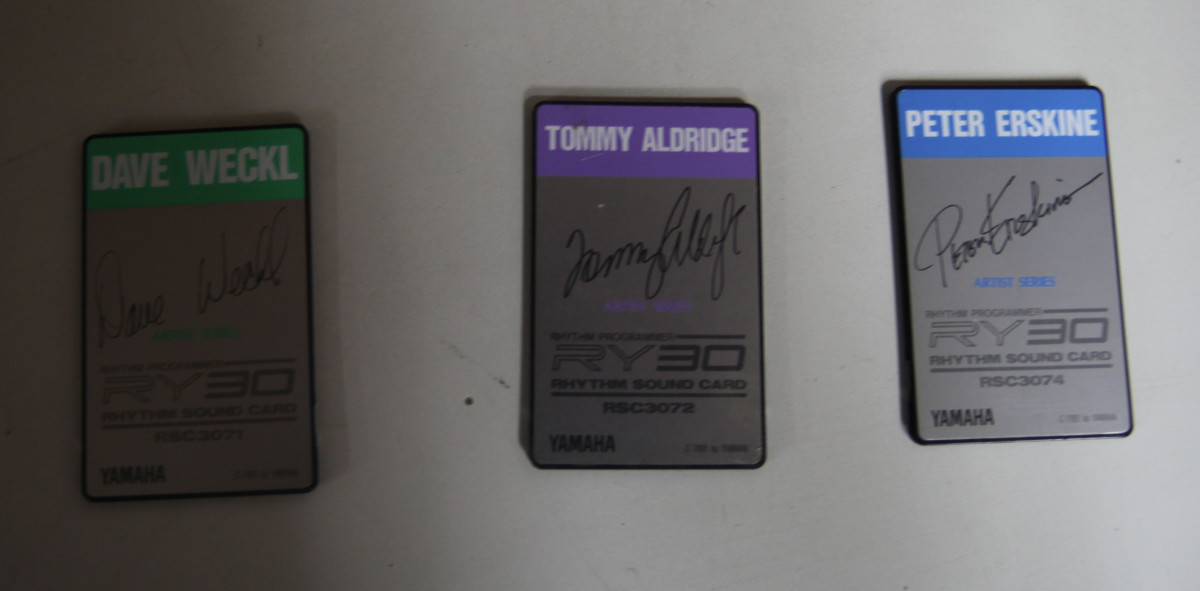 DAVE WECKL
Dave Weckl
ARTIST SERIES
RHYTHM PROGRAMMER
RY30
RHYTHM SOUND CARD
RSC3071
YAMAHA
TOMMY ALDRIDGE
ARTIST SERIES
RHYTHM PROGRAMMER
RY30
RHYTHM SOUND CARD
RSC3072
YAMAHA
PETER ERSKINE
Peter Erskine
ARTIST SERIES
RHYTHM PROGRAMMER
RY30
RHYTHM SOUND CARD
RSC3074
YAMAHA